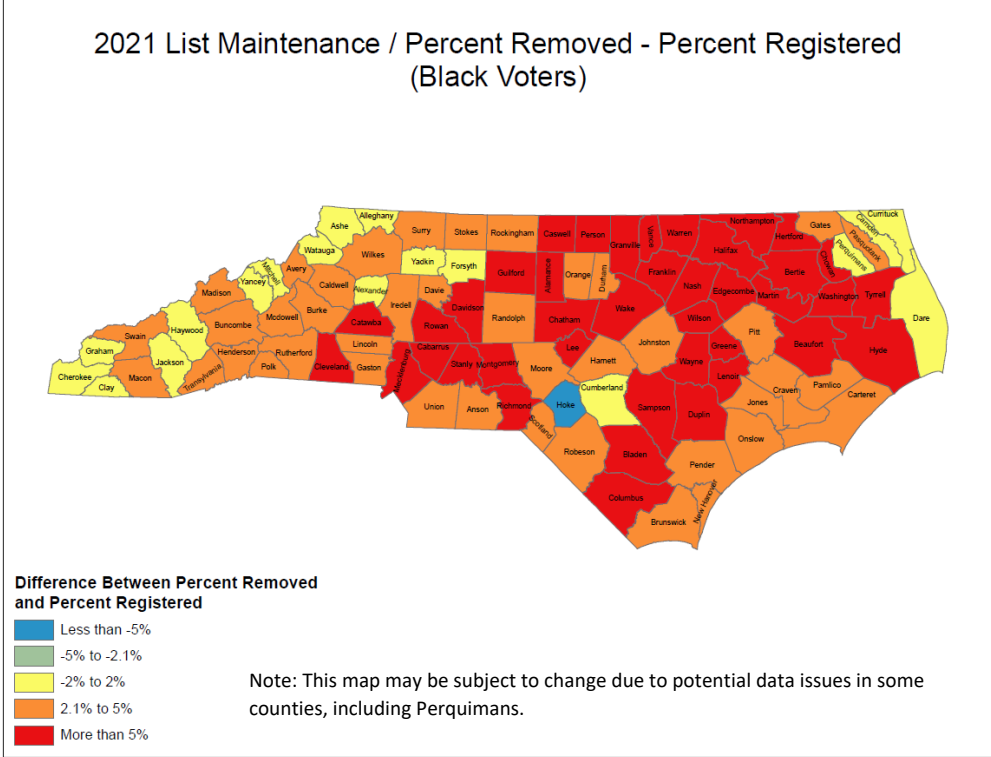 2021 List Maintenance / Percent Removed - Percent Registered
(Black Voters)
Alleghany
Ashe
Surry
Stokes
Rockingham
Caswell
Person
Granville
Vance
Warren
Northampton
Halifax
Hertford
Gates
Camden
Currituck
Pasquotank
Perquimans
Chowan
Watauga
Wilkes
Yadkin
Forsyth
Guilford
Alamance
Orange
Durham
Franklin
Nash
Edgecombe
Martin
Bertie
Washington
Tyrrell
Dare
Mitchell
Avery
Yancey
Caldwell
Alexander
Iredell
Davie
Davidson
Randolph
Chatham
Wake
Wilson
Pitt
Beaufort
Hyde
Madison
Buncombe
Mcdowell
Burke
Catawba
Rowan
Lincoln
Cabarrus
Stanly
Montgomery
Moore
Lee
Harnett
Johnston
Wayne
Greene
Lenoir
Craven
Pamlico
Carteret
Jones
Swain
Haywood
Henderson
Rutherford
Cleveland
Gaston
Mecklenburg
Graham
Jackson
Macon
Transylvania
Polk
Cherokee
Clay
Union
Anson
Richmond
Scotland
Hoke
Cumberland
Sampson
Duplin
Onslow
Robeson
Bladen
Pender
Columbus
New Hanover
Brunswick
Difference Between Percent Removed
and Percent Registered
Less than -5%
-5% to -2.1%
-2% to 2%
2.1% to 5%
More than 5%
Note: This map may be subject to change due to potential data issues in some
counties, including Perquimans.